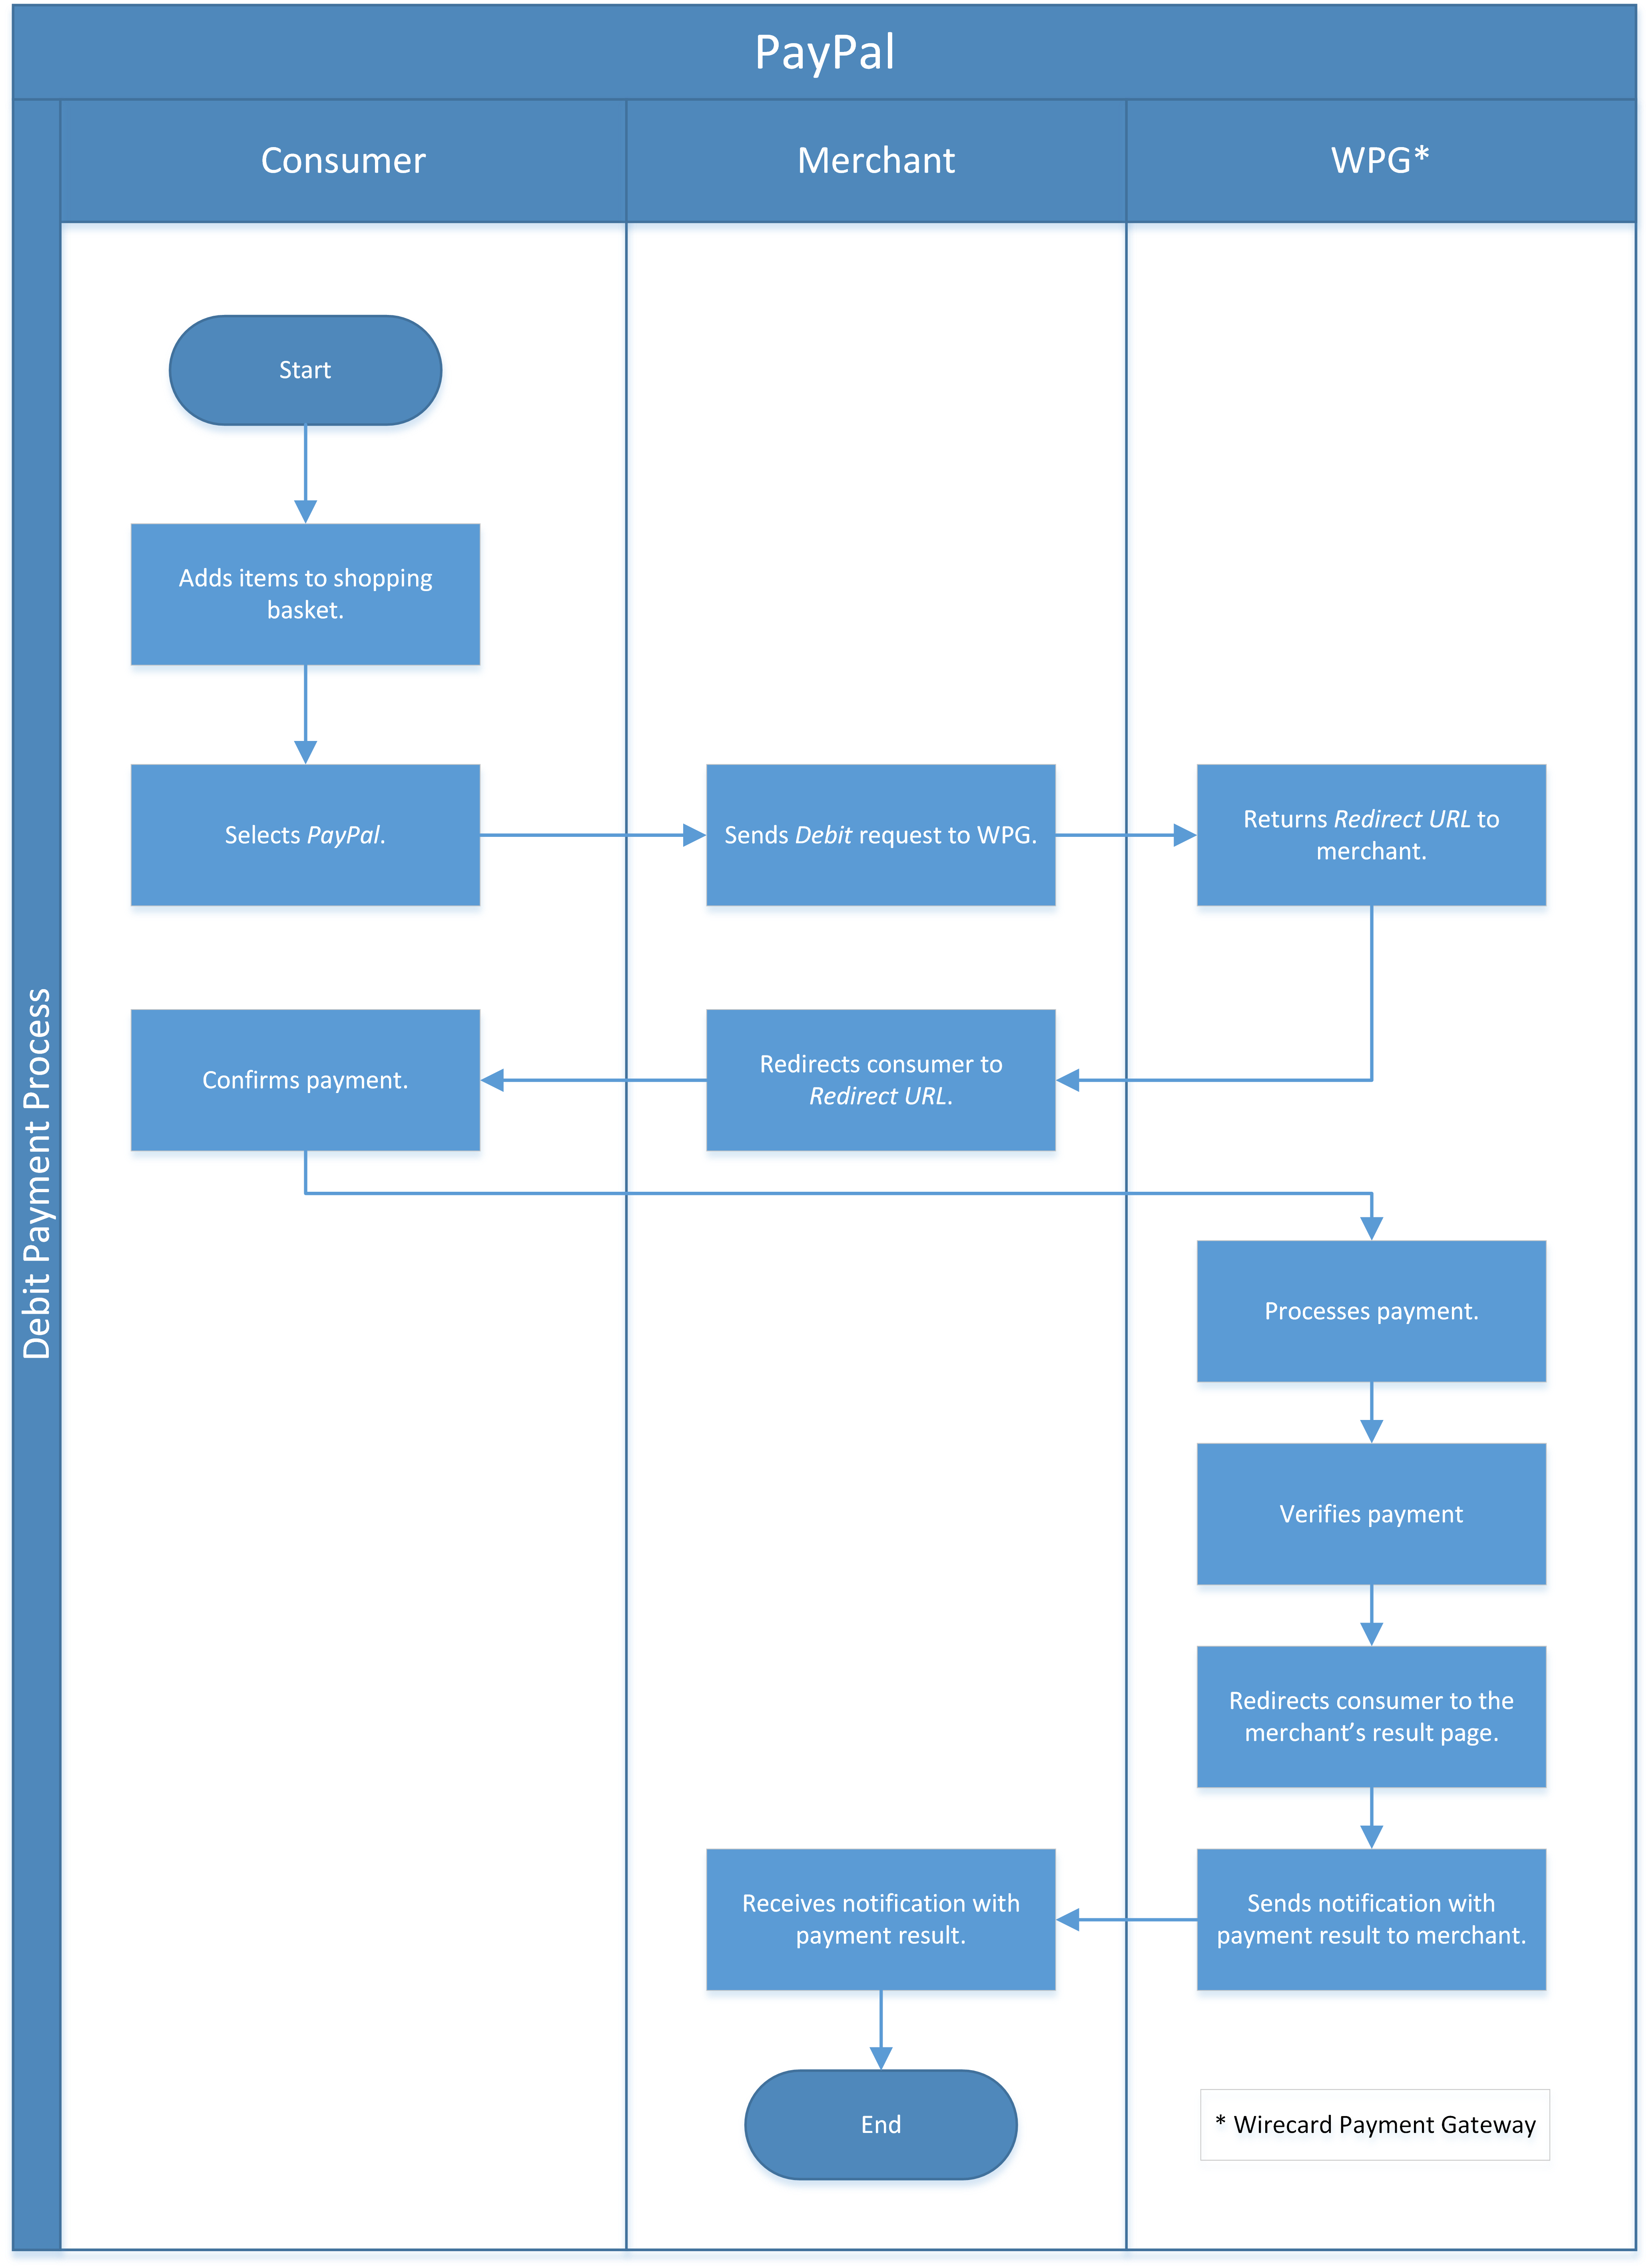 PayPal
Debit Payment Process
Consumer
Merchant
WPG*
Start
Adds items to shopping
basket.
Selects PayPal.
Sends Debit request to WPG.
Returns Redirect URL to
merchant.
Confirms payment.
Redirects consumer to
Redirect URL.
Processes payment.
Verifies payment
Redirects consumer to the
merchant’s result page.
Receives notification with
payment result.
Sends notification with
payment result to merchant.
End
* Wirecard Payment Gateway